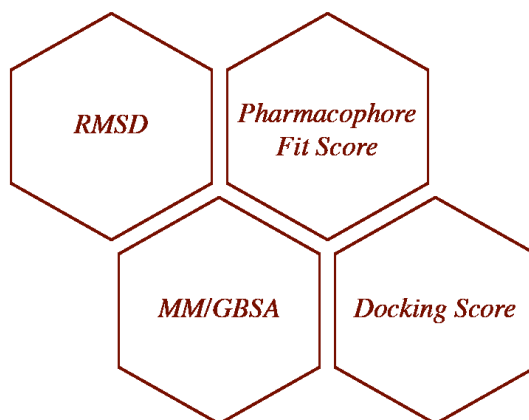 RMSD
Pharmacophore
Fit Score
MM/GBSA
Docking Score